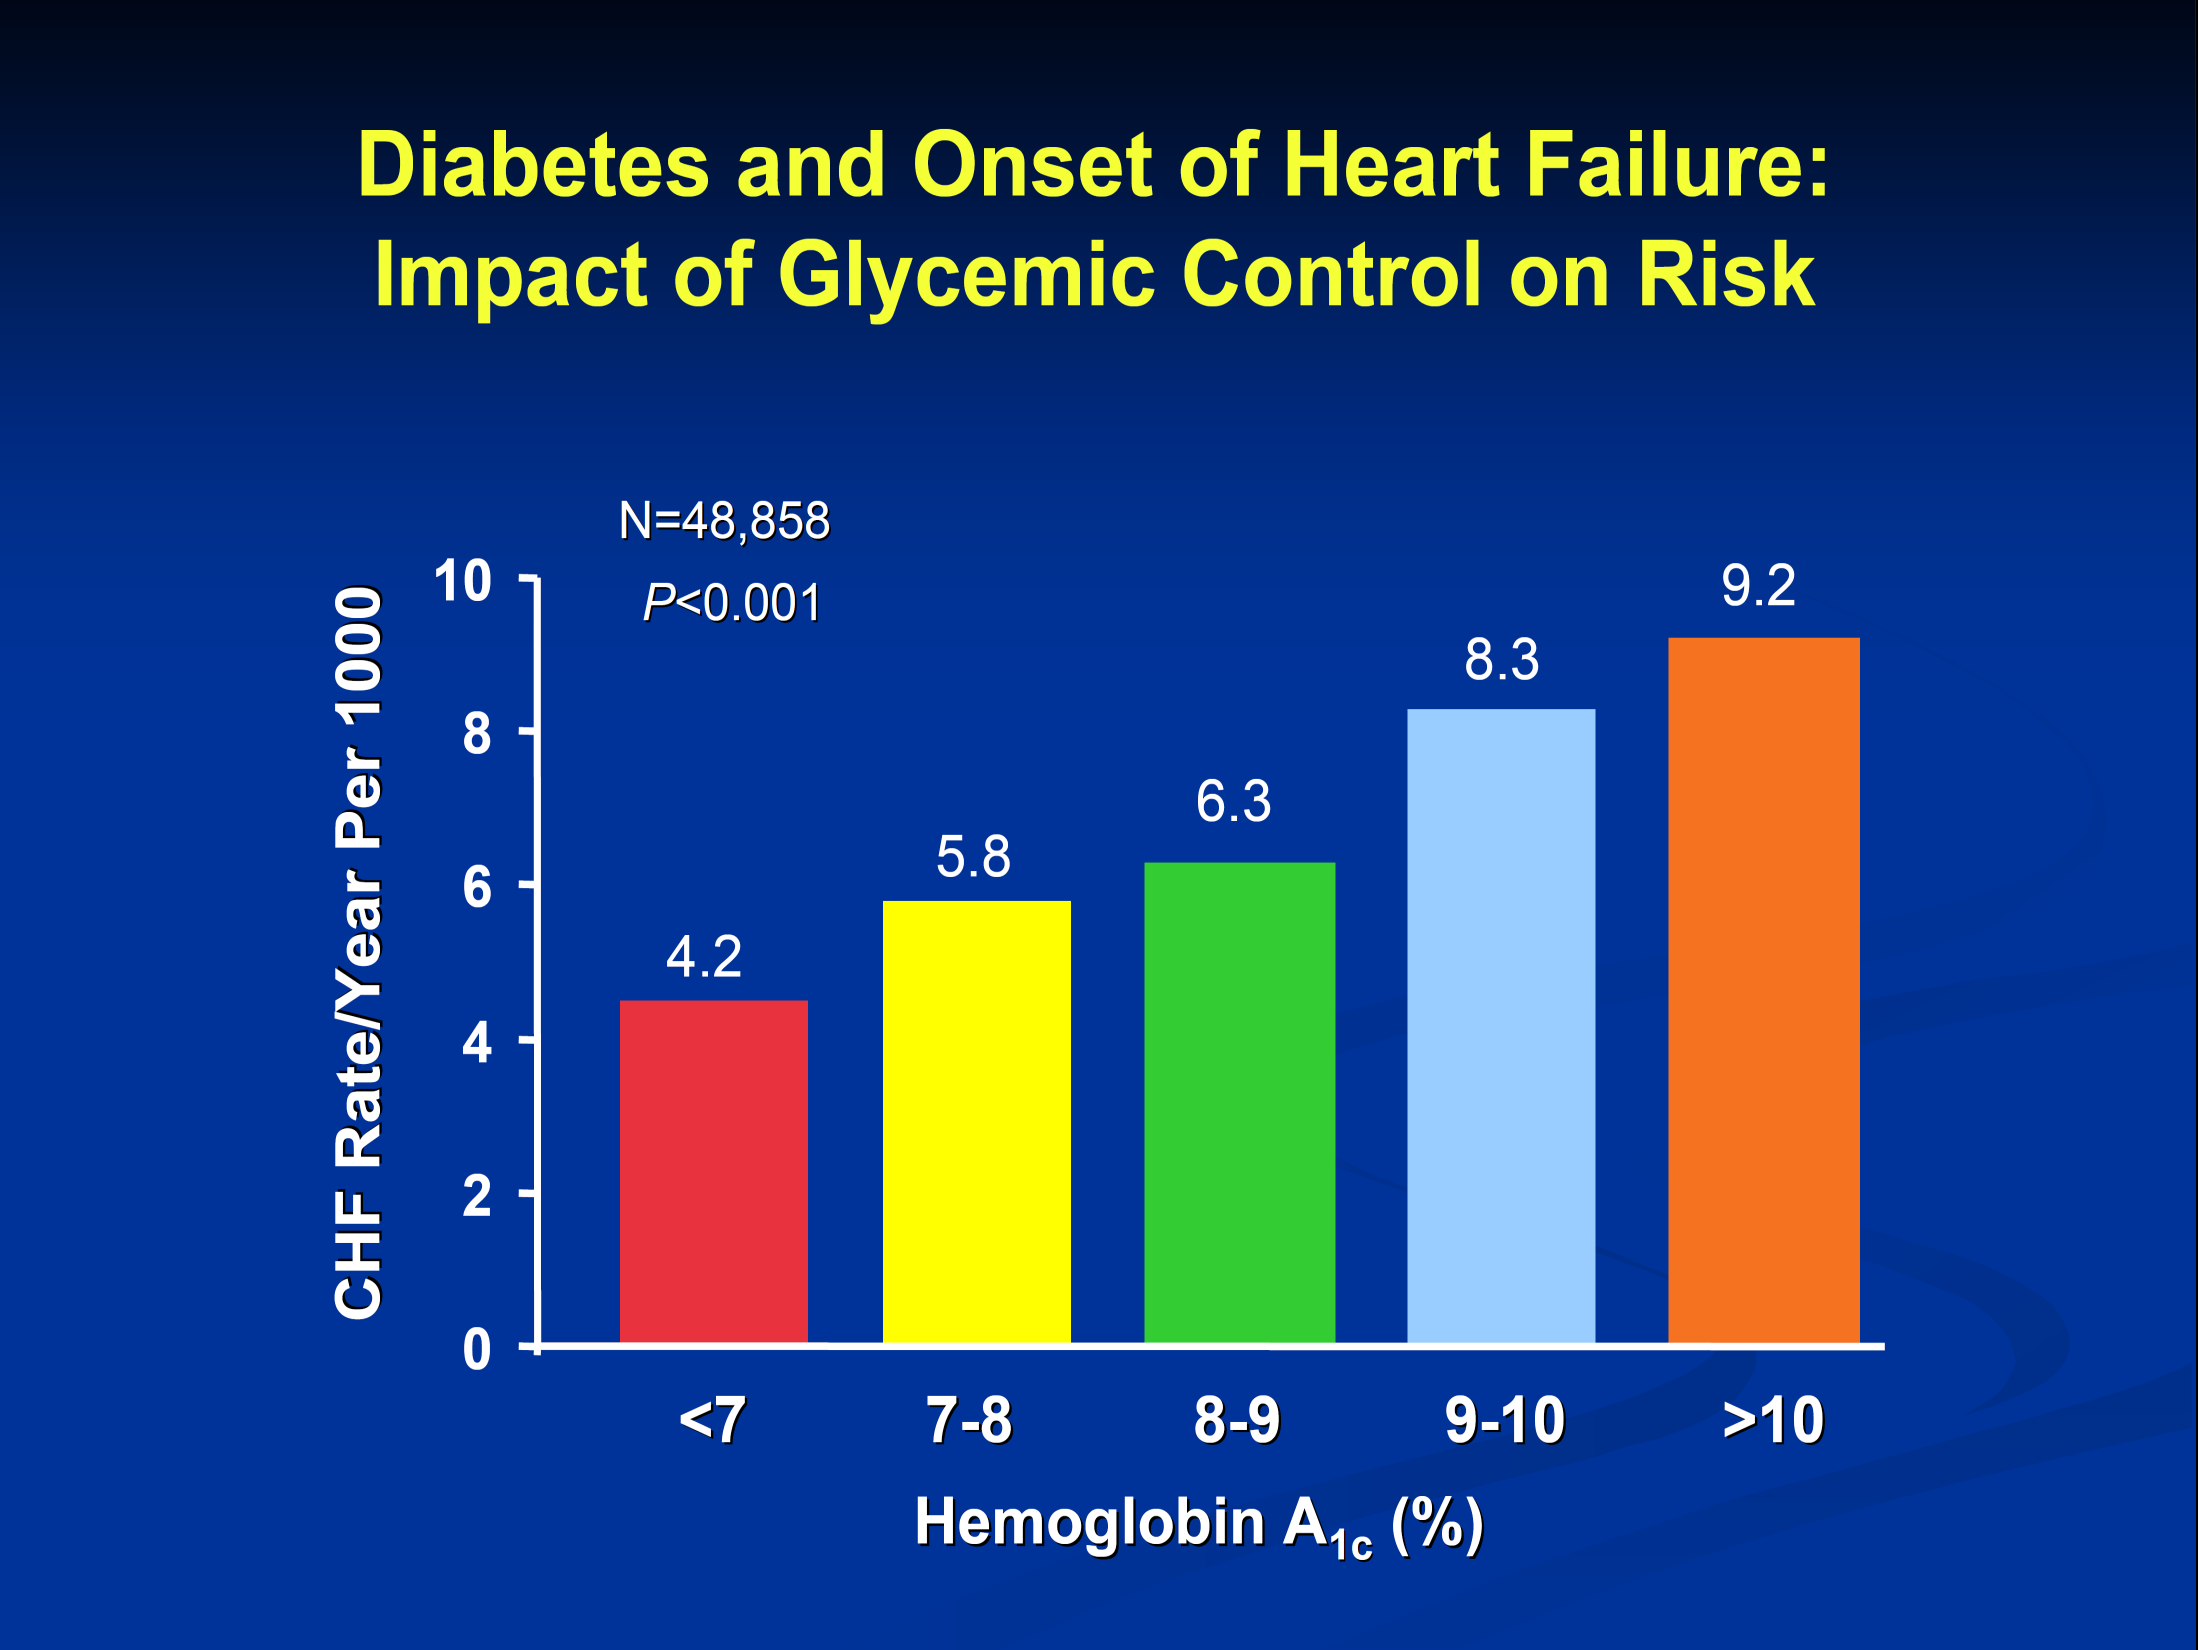 Diabetes and Onset of Heart Failure:
Impact of Glycemic Control on Risk
N=48,858
P<0.001
CHF Rate/Year Per 1000
10
8
6
4
2
0
4.2
5.8
6.3
8.3
9.2
<7
7-8
8-9
9-10
>10
Hemoglobin A1c (%)